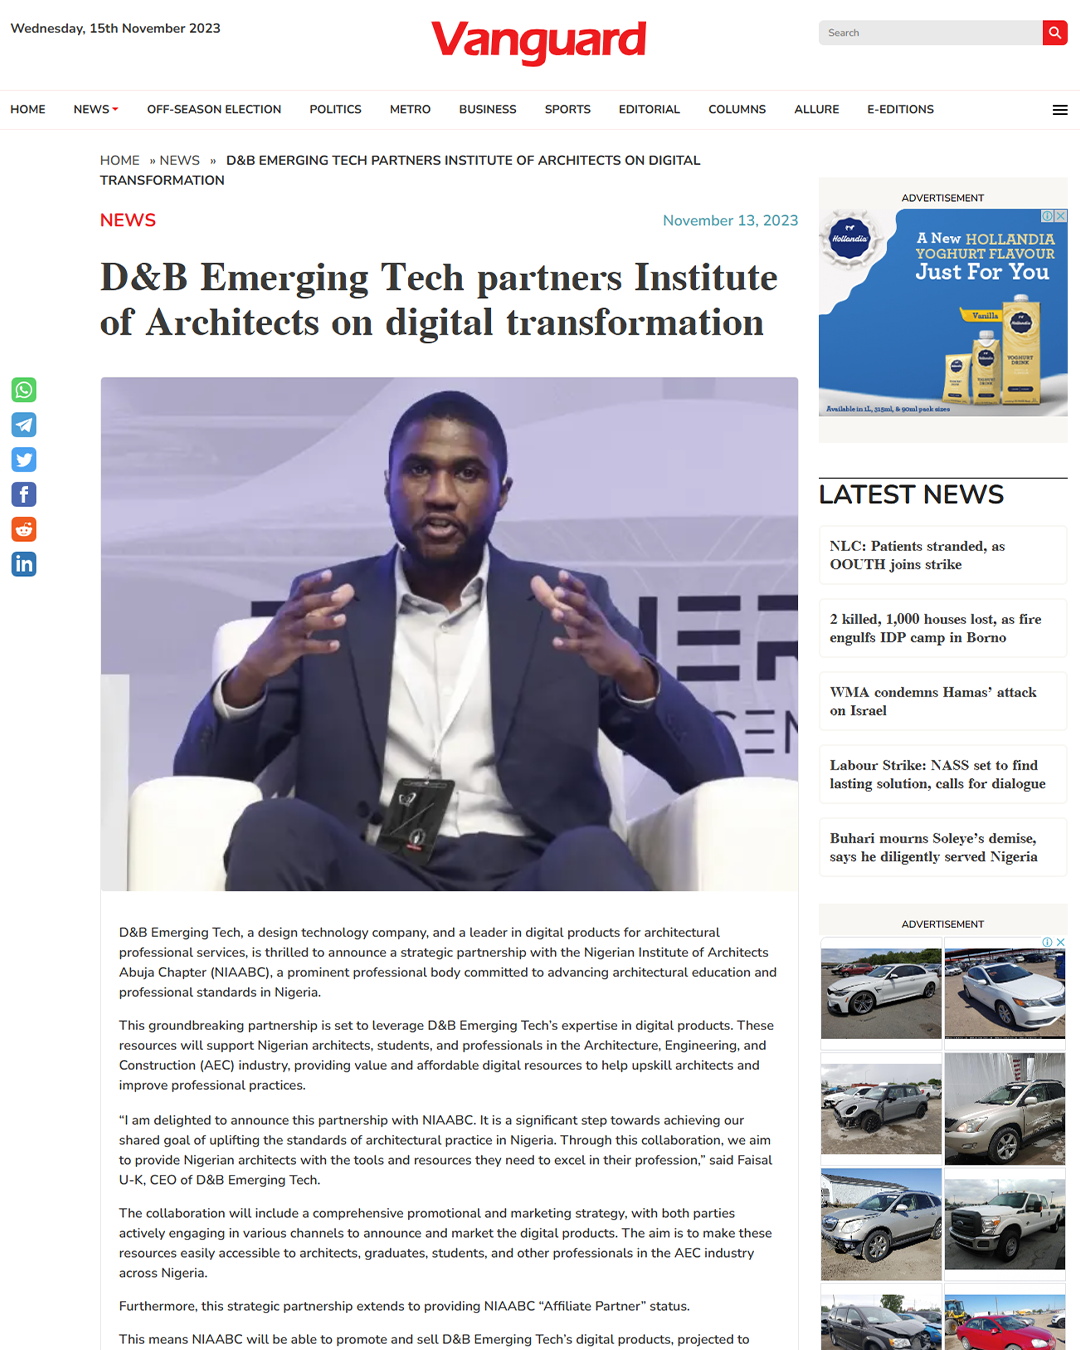 Wednesday, 15th November 2023
Vanguard
Search
HOME NEWS OFF-SEASON ELECTION POLITICS METRO BUSINESS SPORTS EDITORIAL COLUMNS ALLURE E-EDITIONS
HOME » NEWS » D&B EMERGING TECH PARTNERS INSTITUTE OF ARCHITECTS ON DIGITAL
TRANSFORMATION
NEWS
November 13, 2023
D&B Emerging Tech partners Institute
of Architects on digital transformation
D&B Emerging Tech, a design technology company, and a leader in digital products for architectural
professional services, is thrilled to announce a strategic partnership with the Nigerian Institute of Architects
Abuja Chapter (NIAABC), a prominent professional body committed to advancing architectural education and
professional standards in Nigeria.
This groundbreaking partnership is set to leverage D&B Emerging Tech's expertise in digital products. These
resources will support Nigerian architects, students, and professionals in the Architecture, Engineering, and
Construction (AEC) industry, providing value and affordable digital resources to help upskill architects and
improve professional practices.
“I am delighted to announce this partnership with NIAABC. It is a significant step towards achieving our
shared goal of uplifting the standards of architectural practice in Nigeria. Through this collaboration, we aim
to provide Nigerian architects with the tools and resources they need to excel in their profession,” said Faisal
U-K, CEO of D&B Emerging Tech.
The collaboration will include a comprehensive promotional and marketing strategy, with both parties
actively engaging in various channels to announce and market the digital products. The aim is to make these
resources easily accessible to architects, graduates, students, and other professionals in the AEC industry
across Nigeria.
Furthermore, this strategic partnership extends to providing NIAABC “Affiliate Partner” status.
This means NIAABC will be able to promote and sell D&B Emerging Tech's digital products, projected to
ADVERTISEMENT
Hollandia
A New HOLLANDIA
YOGHURT FLAVOUR
Just For You
Vanilla
Hollandia
YOGHURT
DRINK
YOGHURT
DRINK
Available in 1L, 315ml, & 90ml pack sizes
LATEST NEWS
NLC: Patients stranded, as
OOUTH joins strike
2 killed, 1,000 houses lost, as fire
engulfs IDP camp in Borno
WMA condemns Hamas’ attack
on Israel
Labour Strike: NASS set to find
lasting solution, calls for dialogue
Buhari mourns Soleye’s demise,
says he diligently served Nigeria
ADVERTISEMENT